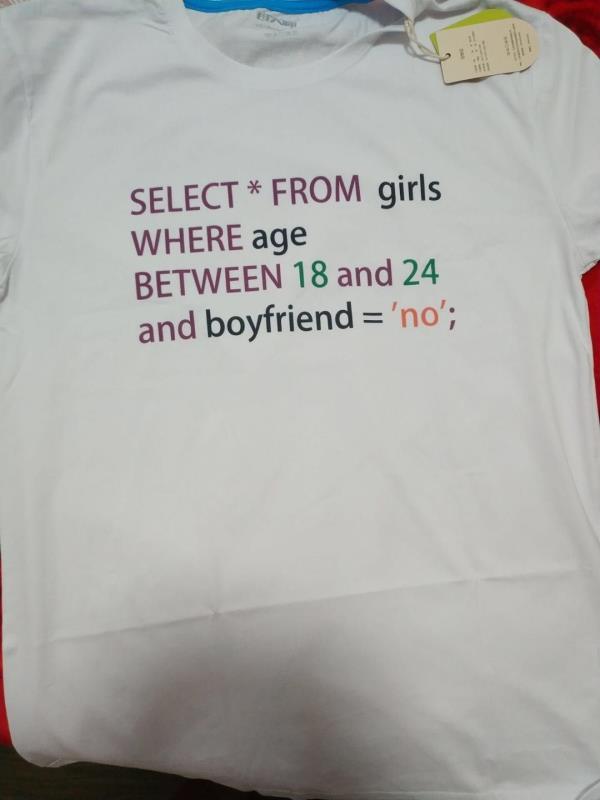 SELECT * FROM girls
WHERE age
BETWEEN 18 and 24
and boyfriend = 'no';